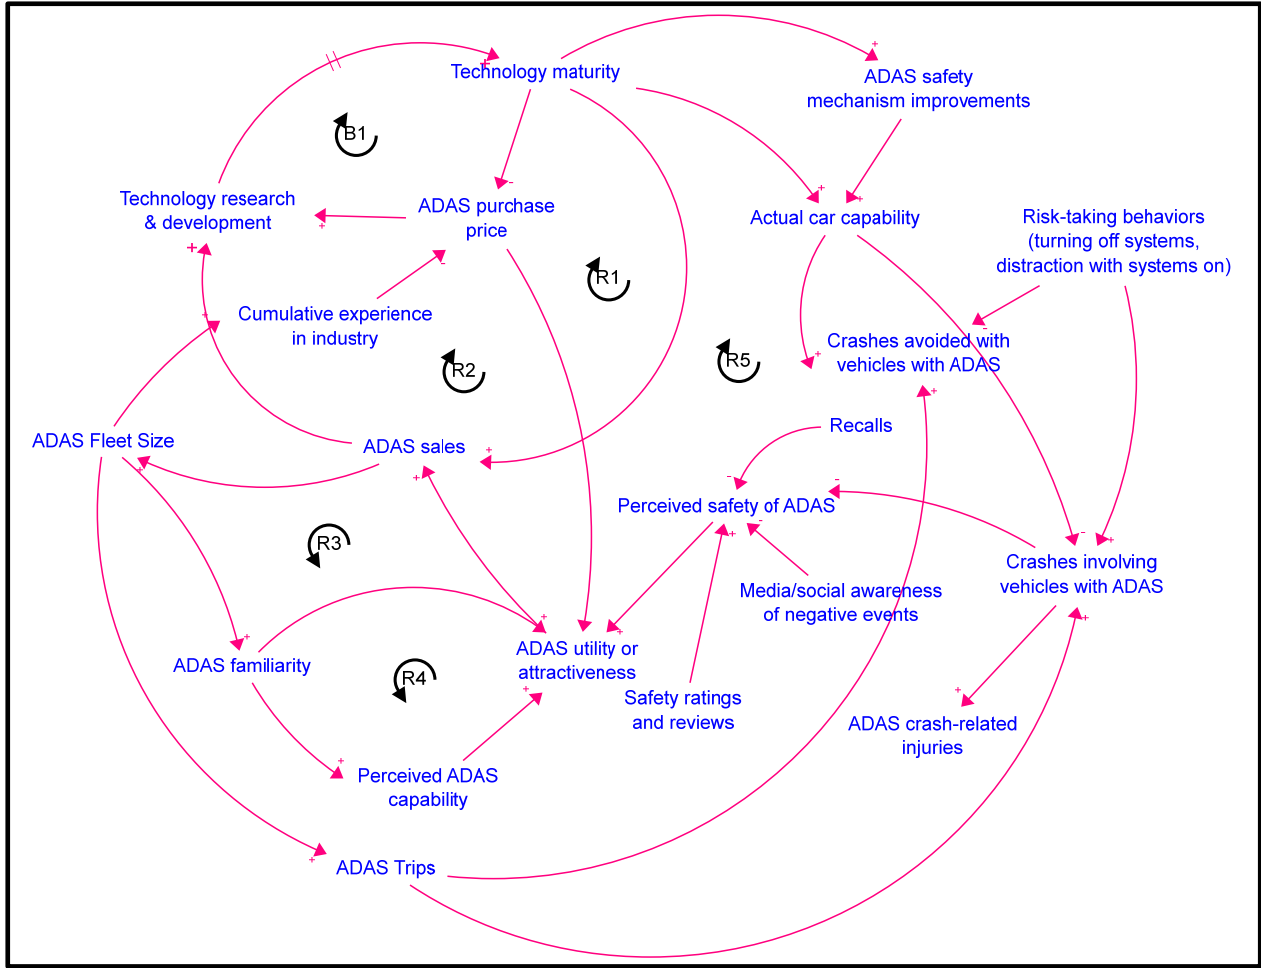 Technology maturity
ADAS safety
mechanism improvements
B1
Technology research
& development
ADAS purchase
price
Actual car capability
Risk-taking behaviors
(turning off systems,
distraction with systems on)
R1
Cumulative experience
in industry
Crashes avoided with
vehicles with ADAS
R2
R5
ADAS Fleet Size
ADAS sales
Recalls
Perceived safety of ADAS
R3
Crashes involving
vehicles with ADAS
Media/social awareness
of negative events
ADAS familiarity
ADAS utility or
attractiveness
R4
Safety ratings
and reviews
ADAS crash-related
injuries
Perceived ADAS
capability
ADAS Trips